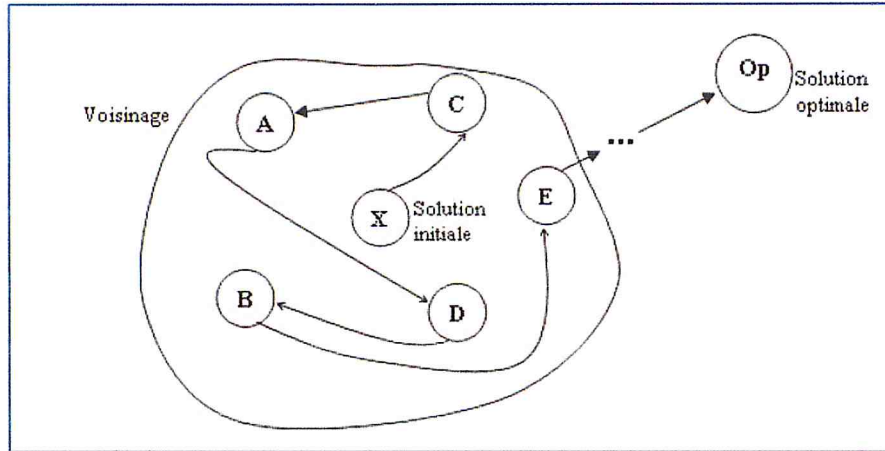 Op
Solution
optimale
Voisinage
A
C
...
X
Solution
initiale
E
B
D